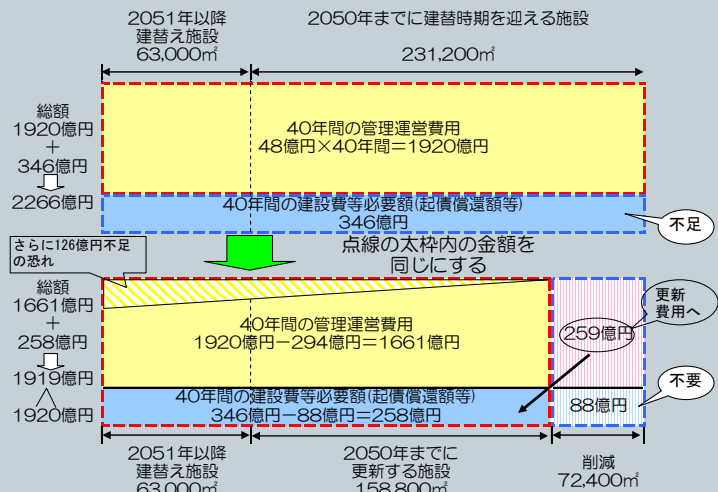 2051年以降
建替え施設
63,000㎡
2050年までに建替時期を迎える施設
231,200㎡
総額
1920億円
+
346億円
2266億円
40年間の管理運営費用
48億円×40年間=1920億円
40年間の建設費等必要額(起債償還額等)
346億円
不足
さらに126億円不足
の恐れ
点線の太枠内の金額を
同じにする
総額
1661億円
+
258億円
1919億円
<
1920億円
40年間の管理運営費用
1920億円-294億円=1661億円
40年間の建設費等必要額(起債償還額等)
346億円-88億円=258億円
259億円
更新
費用へ
88億円
不要
2051年以降
建替え施設
63,000㎡
2050年までに
更新する施設
158,800㎡
削減
72,400㎡